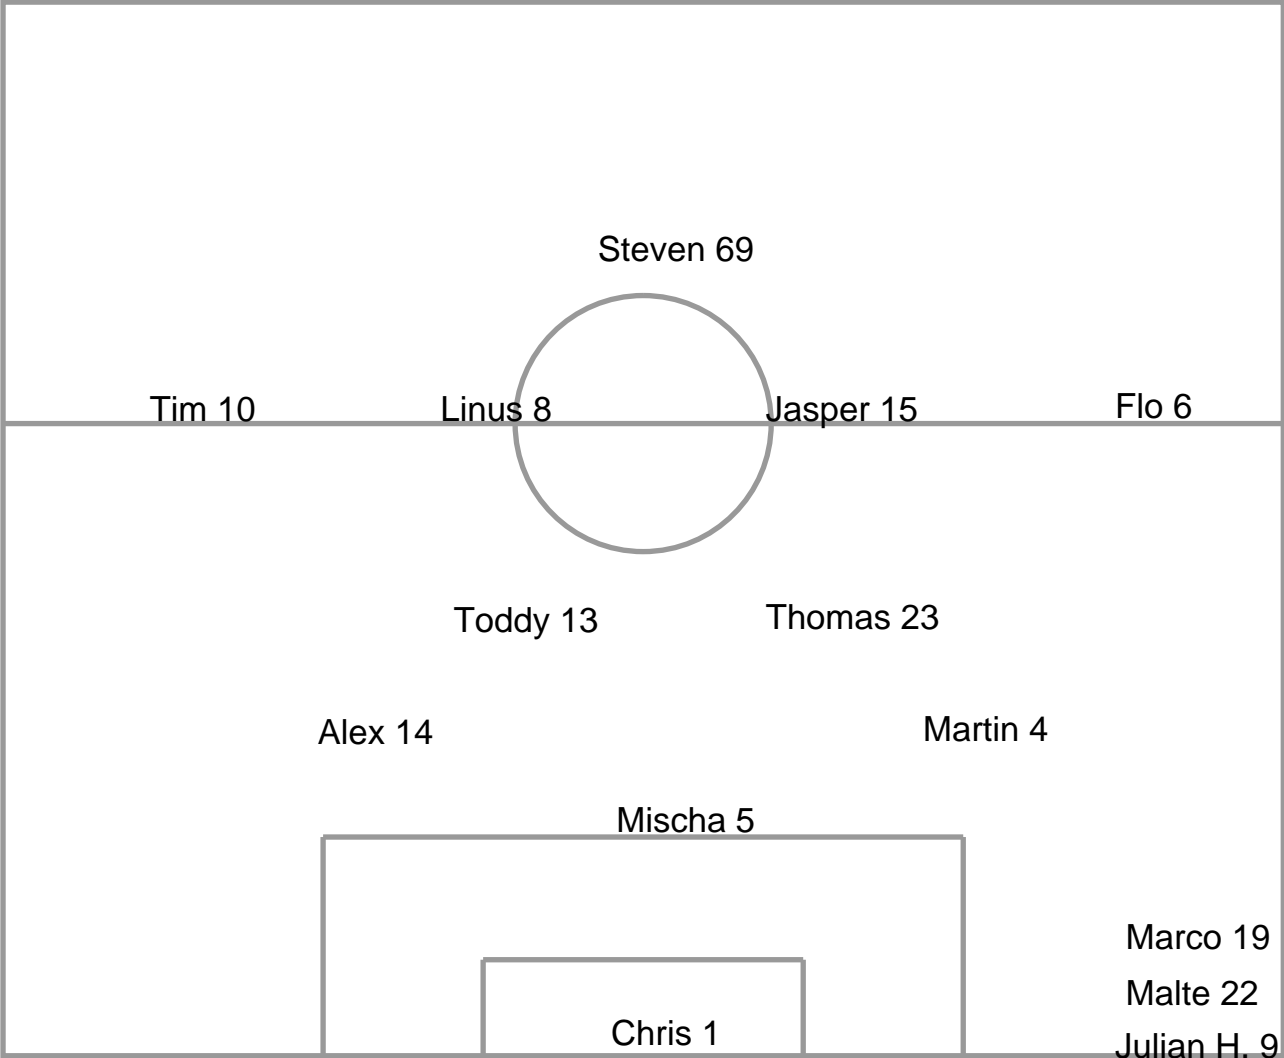 Steven 69
Tim 10
Linus 8
Jasper 15
Flo 6
Toddy 13
Thomas 23
Alex 14
Martin 4
Mischa 5
Marco 19
Malte 22
Chris 1
Julian H. 9